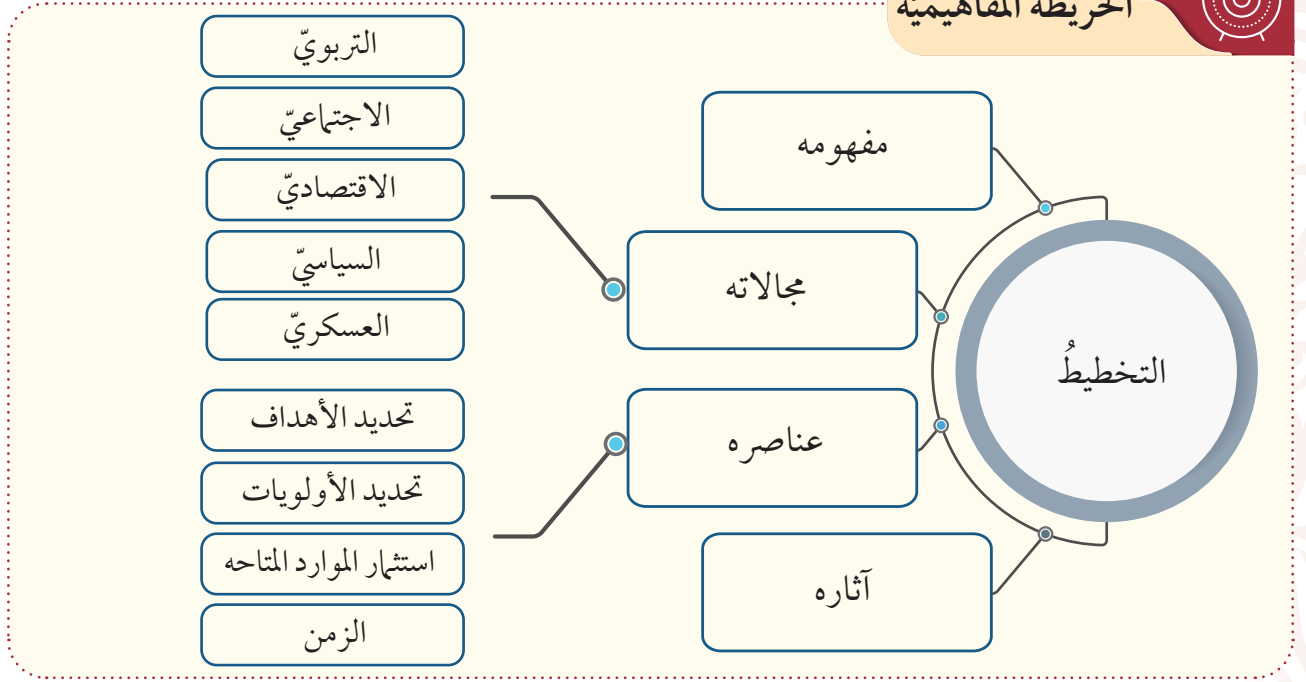 الخريطة المفاهيميّة
التخطيطُ
مفهومه
مجالاته
التربويّ
الاجتماعيّ
الاقتصاديّ
السياسيّ
العسكريّ
عناصره
تحديد الأهداف
تحديد الأولويات
استثمار الموارد المتاحه
الزمن
آثاره